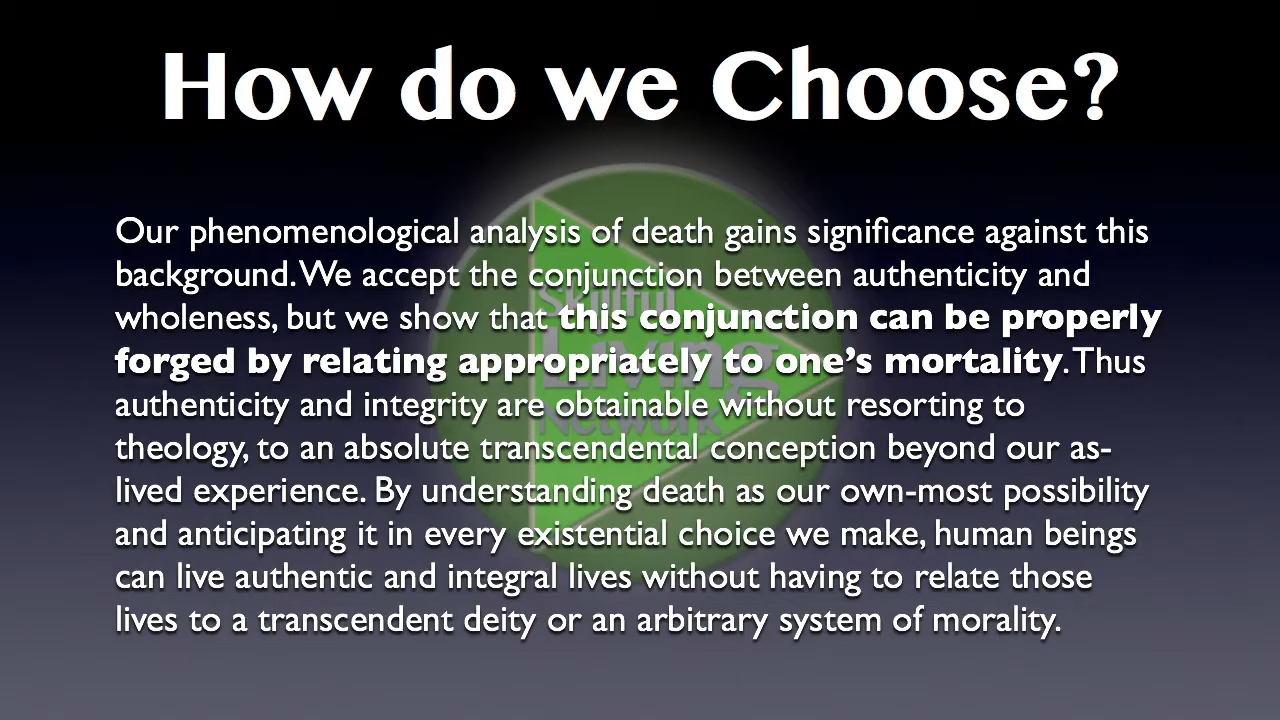 How do we Choose?
Our phenomenological analysis of death gains significance against this
background. We accept the conjunction between authenticity and
wholeness, but we show that this conjunction can be properly
forged by relating appropriately to one’s mortality. Thus
authenticity and integrity are obtainable without resorting to
theology, to an absolute transcendental conception beyond our as-
lived experience. By understanding death as our own-most possibility
and anticipating it in every existential choice we make, human beings
can live authentic and integral lives without having to relate those
lives to a transcendent deity or an arbitrary system of morality.
Skillful
Living
Network